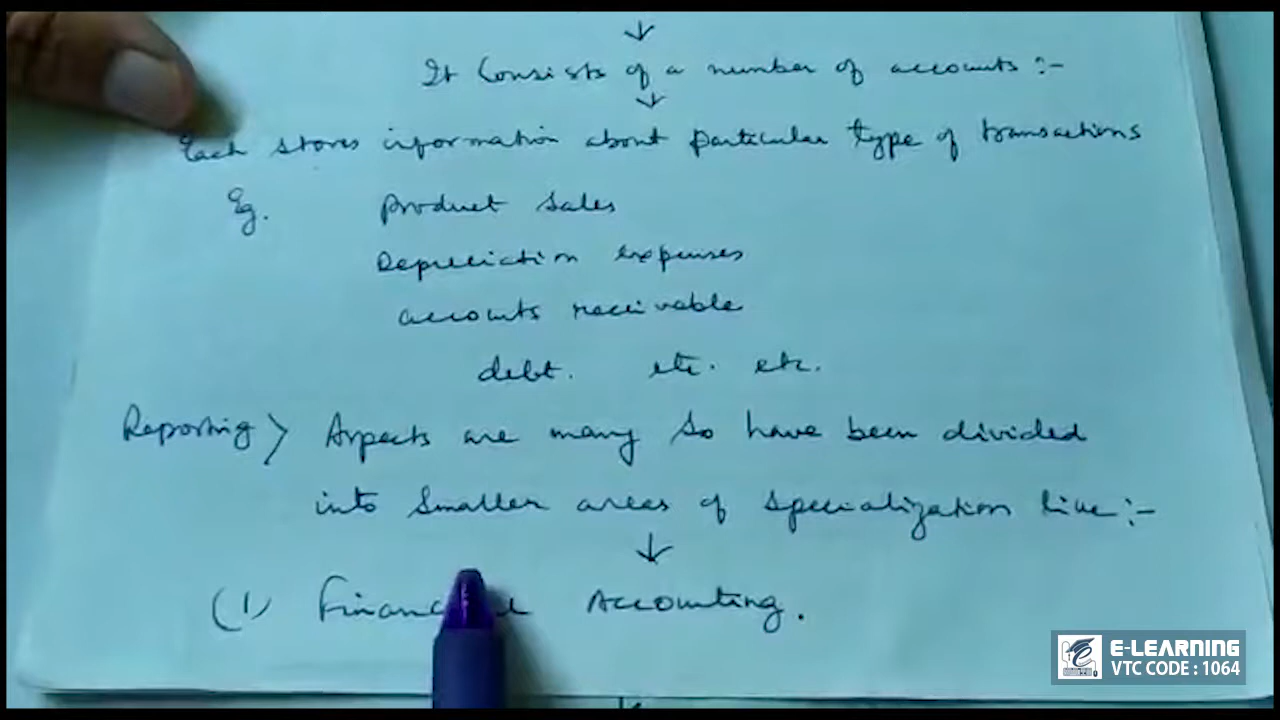 ↓
It consists of a number of accounts :-
↓
Each stores information about particular type of transactions
Eg. Product Sales
Depreciation expenses
accounts receivable
debt. etc. etc.
Reporting > Aspects are many so have been divided
into smaller areas of specialization like :-
↓
(1) Financial Accounting.
E-LEARNING
VTC CODE : 1064